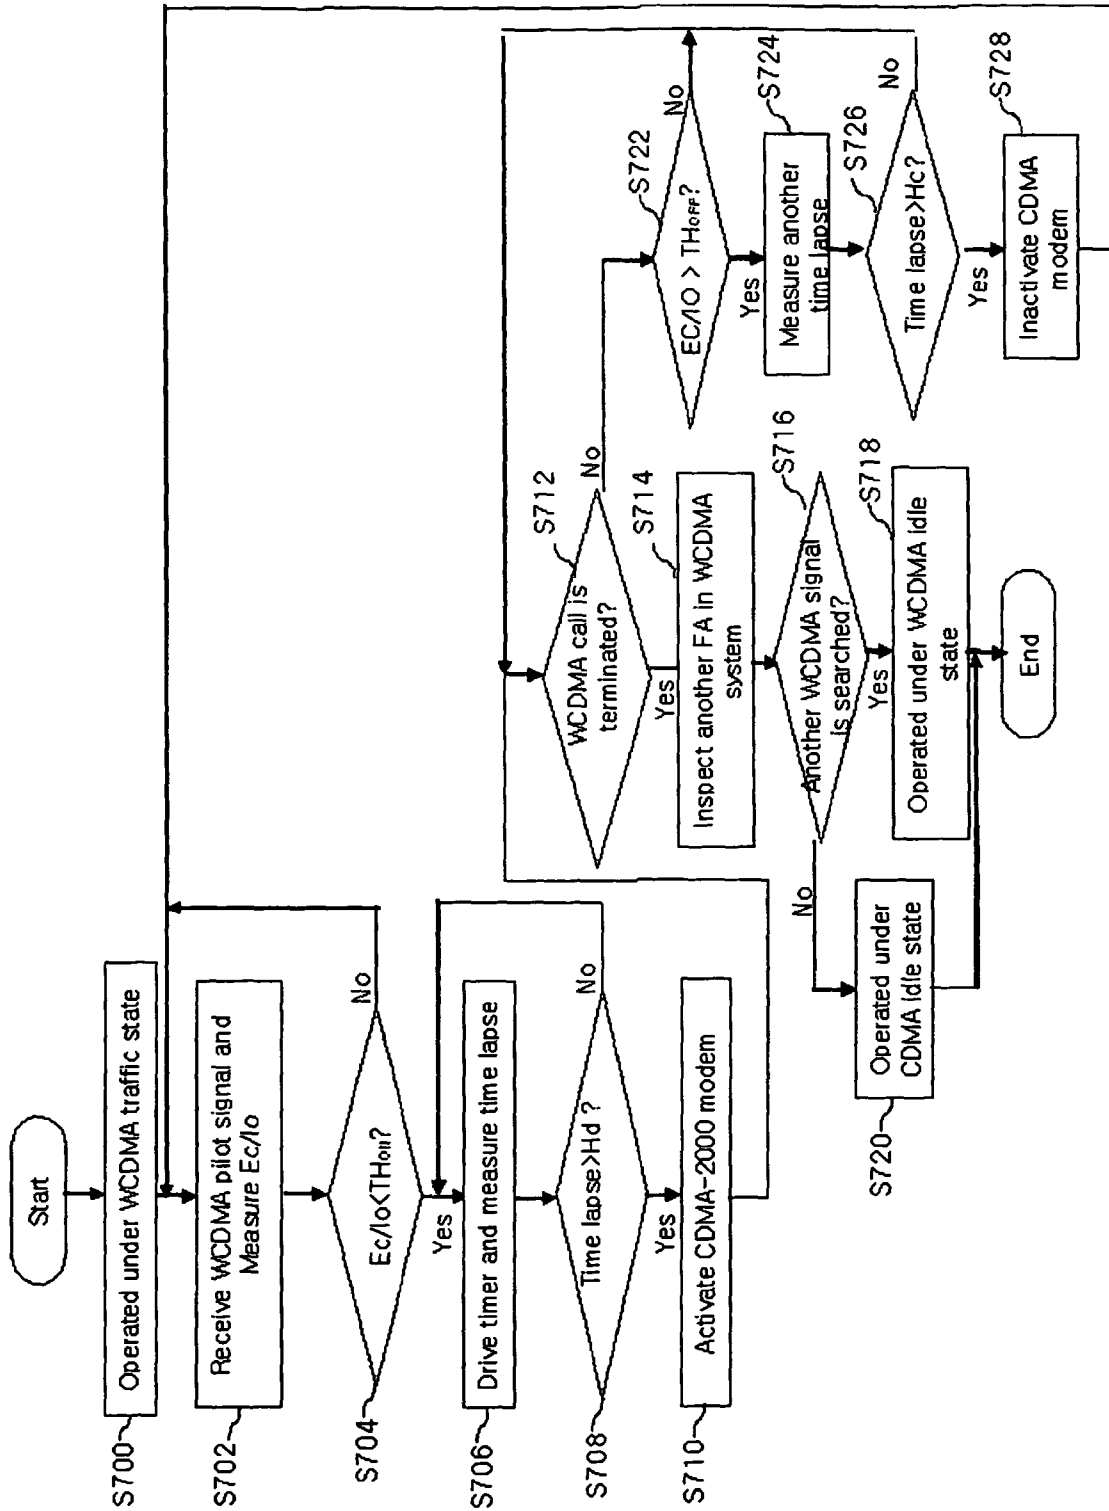 Start
S700
Operated under WCDMA traffic state
S702
Receive WCDMA pilot signal and
Measure Ec/Io
S704
Ec/Io<THon?
No
Yes
S706
Drive timer and measure time lapse
S708
Time lapse>Hd ?
No
Yes
S710
Activate CDMA-2000 modem
S712
WCDMA call is
terminated?
No
Yes
S714
Inspect another FA in WCDMA
system
S716
Another WCDMA signal
is searched?
No
Yes
S718
Operated under WCDMA idle
state
S720
Operated under
CDMA idle state
End
S722
EC/IO > THOFF?
No
Yes
S724
Measure another
time lapse
S726
Time lapse>Hc?
No
Yes
S728
Inactivate CDMA
modem